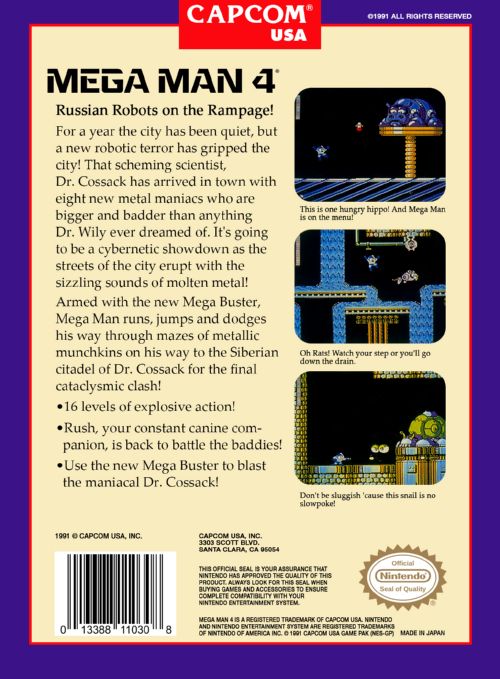 CAPCOM®
USA
©1991 ALL RIGHTS RESERVED
MEGA MAN 4®
Russian Robots on the Rampage!
For a year the city has been quiet, but
a new robotic terror has gripped the
city! That scheming scientist,
Dr. Cossack has arrived in town with
eight new metal maniacs who are
bigger and badder than anything
Dr. Wily ever dreamed of. It's going
to be a cybernetic showdown as the
streets of the city erupt with the
sizzling sounds of molten metal!
Armed with the new Mega Buster,
Mega Man runs, jumps and dodges
his way through mazes of metallic
munchkins on his way to the Siberian
citadel of Dr. Cossack for the final
cataclysmic clash!
•16 levels of explosive action!
•Rush, your constant canine com-
panion, is back to battle the baddies!
•Use the new Mega Buster to blast
the maniacal Dr. Cossack!
This is one hungry hippo! And Mega Man
is on the menu!
Oh Rats! Watch your step or you'll go
down the drain.
Don't be sluggish 'cause this snail is no
slowpoke!
1991 © CAPCOM USA, INC.
CAPCOM USA, INC.
3303 SCOTT BLVD.
SANTA CLARA, CA 95054
THIS OFFICIAL SEAL IS YOUR ASSURANCE THAT
NINTENDO HAS APPROVED THE QUALITY OF THIS
PRODUCT. ALWAYS LOOK FOR THIS SEAL WHEN
BUYING GAMES AND ACCESSORIES TO ENSURE
COMPLETE COMPATIBILITY WITH YOUR
NINTENDO ENTERTAINMENT SYSTEM.
Official
Nintendo®
Seal of Quality
MEGA MAN 4 IS A REGISTERED TRADEMARK OF CAPCOM USA. NINTENDO
AND NINTENDO ENTERTAINMENT SYSTEM ARE REGISTERED TRADEMARKS
OF NINTENDO OF AMERICA INC. © 1991 CAPCOM USA GAME PAK (NES-GP) MADE IN JAPAN
0 13388 11030 8